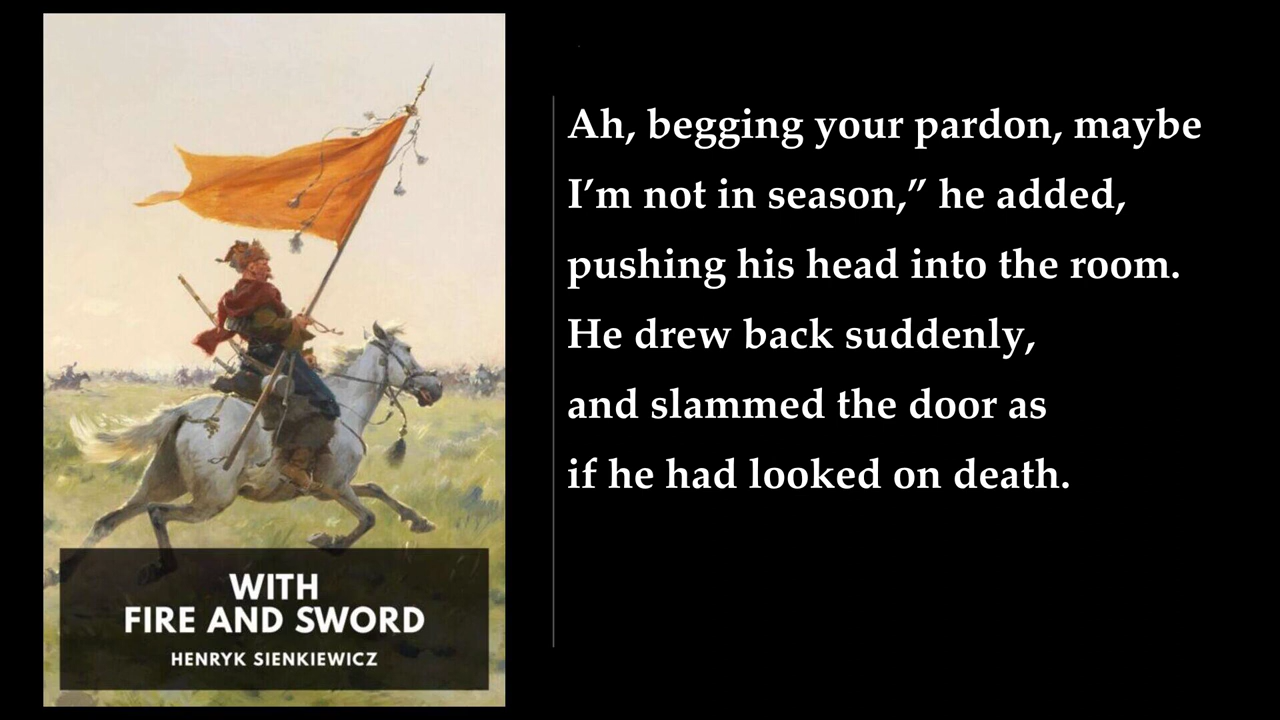 Ah, begging your pardon, maybe
I’m not in season,” he added,
pushing his head into the room.
He drew back suddenly,
and slammed the door as
if he had looked on death.
WITH
FIRE AND SWORD
HENRYK SIENKIEWICZ